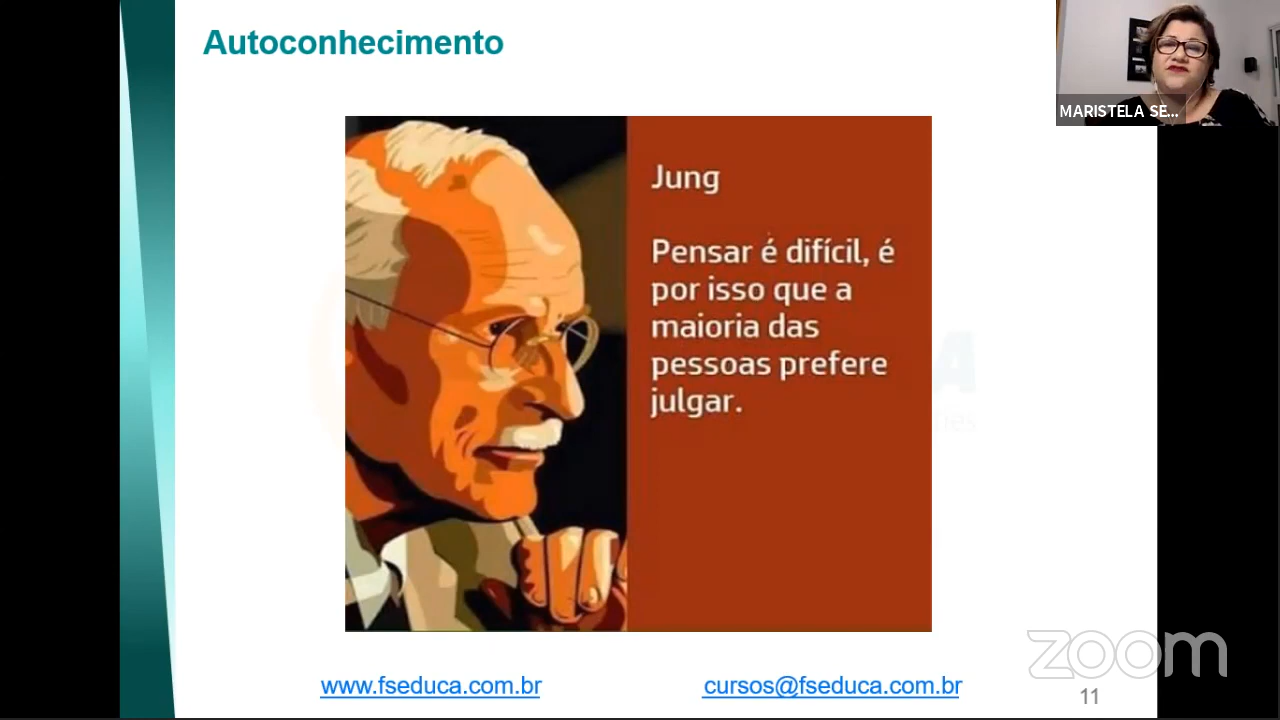 Autoconhecimento
MARISTELA SE...
Jung
Pensar é difícil, é
por isso que a
maioria das
pessoas prefere
julgar.
www.fseduca.com.br
cursos@fseduca.com.br
zoom
11